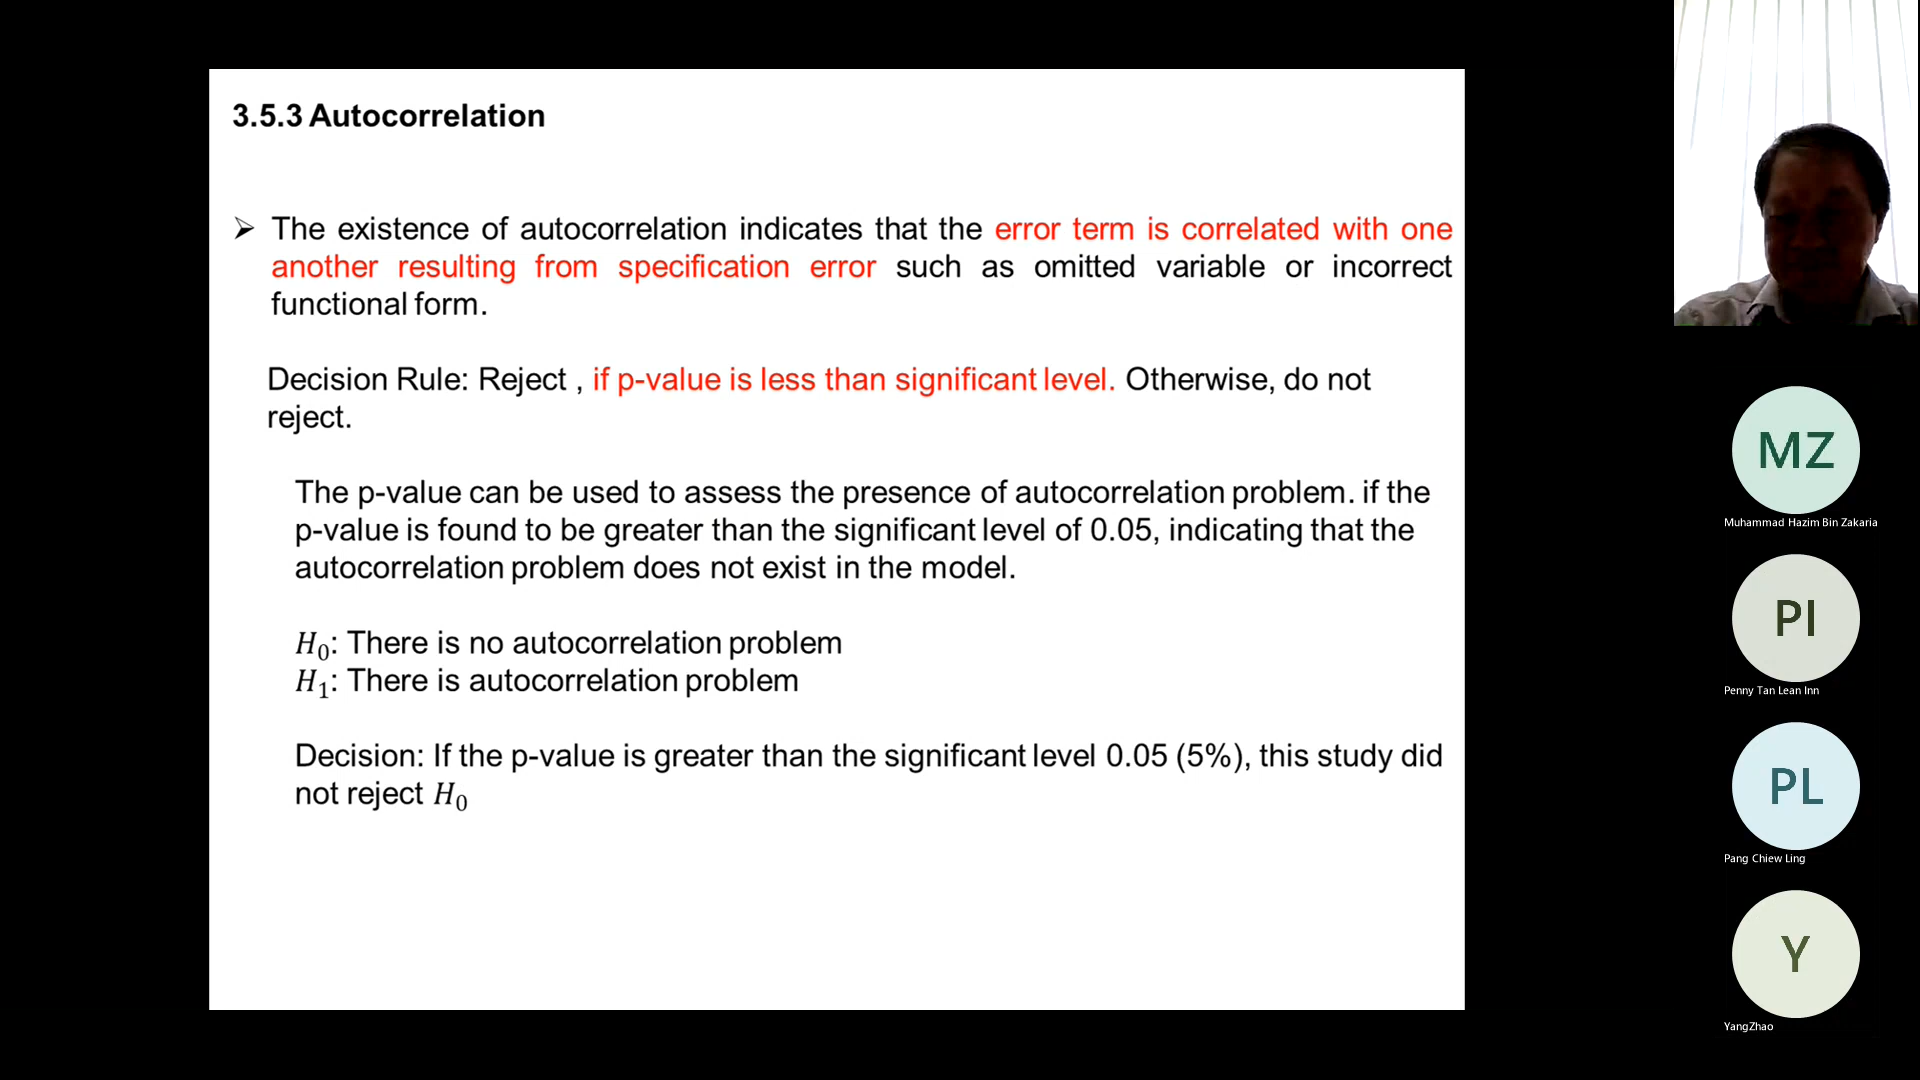 3.5.3 Autocorrelation
➢ The existence of autocorrelation indicates that the error term is correlated with one
another resulting from specification error such as omitted variable or incorrect
functional form.
Decision Rule: Reject , if p-value is less than significant level. Otherwise, do not
reject.
The p-value can be used to assess the presence of autocorrelation problem. if the
p-value is found to be greater than the significant level of 0.05, indicating that the
autocorrelation problem does not exist in the model.
H₀: There is no autocorrelation problem
H₁: There is autocorrelation problem
Decision: If the p-value is greater than the significant level 0.05 (5%), this study did
not reject H₀
MZ
Muhammad Hazim Bin Zakaria
PI
Penny Tan Lean Inn
PL
Pang Chiew Ling
Y
YangZhao